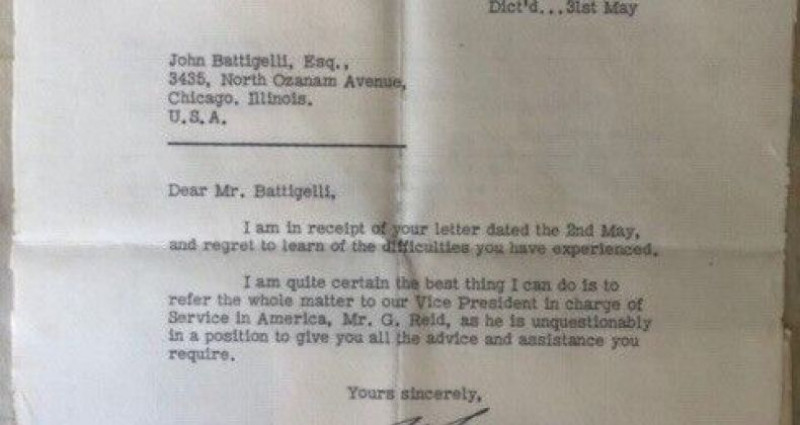 Dict'd...31st May
John Battigelli, Esq.,
3435, North Ozanam Avenue,
Chicago, Illinois.
U.S.A.
Dear Mr. Battigelli,
I am in receipt of your letter dated the 2nd May,
and regret to learn of the difficulties you have experienced.
I am quite certain the best thing I can do is to
refer the whole matter to our Vice President in charge of
Service in America, Mr. G. Reid, as he is unquestionably
in a position to give you all the advice and assistance you
require.
Yours sincerely,